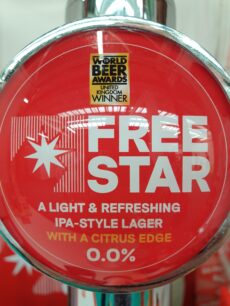 WORLD
BEER
AWARDS
UNITED
KINGDOM
WINNER
FREE
STAR
A LIGHT & REFRESHING
IPA-STYLE LAGER
WITH A CITRUS EDGE
0.0%